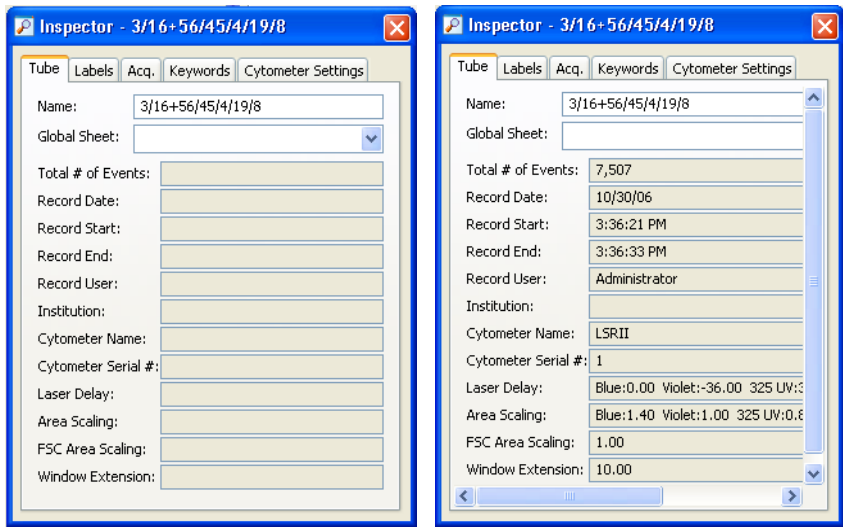 Inspector - 3/16+56/45/4/19/8
Tube Labels Acq. Keywords Cytometer Settings
Name: 3/16+56/45/4/19/8
Global Sheet:
Total # of Events:
Record Date:
Record Start:
Record End:
Record User:
Institution:
Cytometer Name:
Cytometer Serial #:
Laser Delay:
Area Scaling:
FSC Area Scaling:
Window Extension:
Inspector - 3/16+56/45/4/19/8
Tube Labels Acq. Keywords Cytometer Settings
Name: 3/16+56/45/4/19/8
Global Sheet:
Total # of Events: 7,507
Record Date: 10/30/06
Record Start: 3:36:21 PM
Record End: 3:36:33 PM
Record User: Administrator
Institution:
Cytometer Name: LSRII
Cytometer Serial #: 1
Laser Delay: Blue:0.00 Violet:-36.00 325 UV:3
Area Scaling: Blue:1.40 Violet:1.00 325 UV:0.8
FSC Area Scaling: 1.00
Window Extension: 10.00